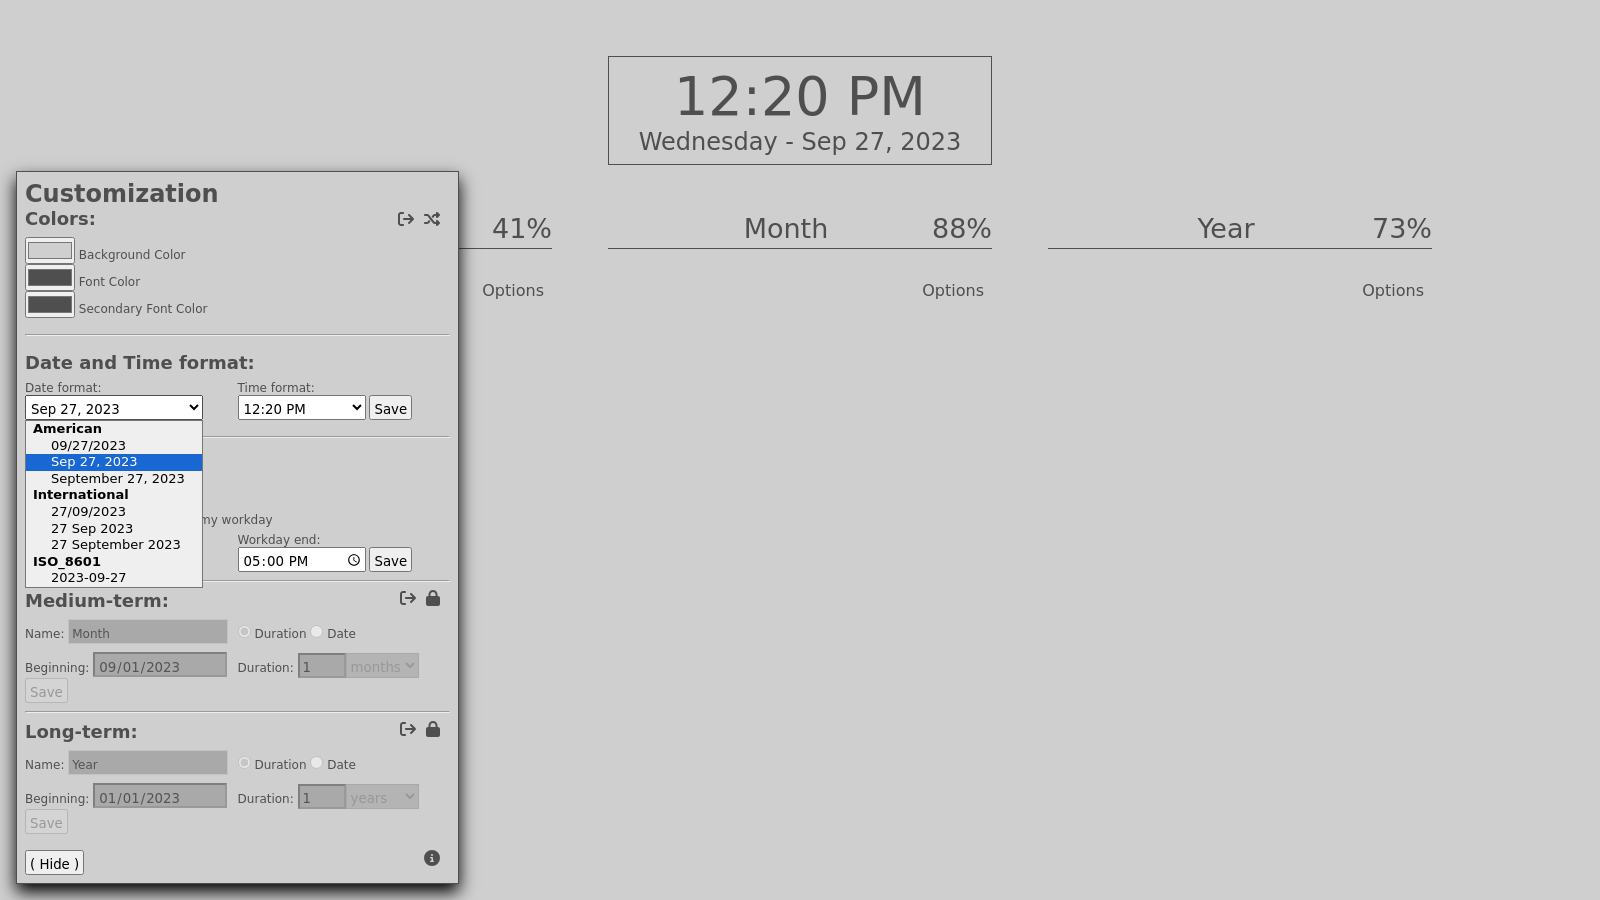 12:20 PM
Wednesday - Sep 27, 2023
41%
Month 88%
Year 73%
Options
Options
Options
Customization
Colors:
Background Color
Font Color
Secondary Font Color
Date and Time format:
Date format: Time format:
Sep 27, 2023 12:20 PM Save
American
09/27/2023
Sep 27, 2023
September 27, 2023
International
27/09/2023
27 Sep 2023
27 September 2023
ISO_8601
2023-09-27
my workday
Workday end:
05:00 PM Save
Medium-term:
Name: Month Duration Date
Beginning: 09/01/2023 Duration: 1 months
Save
Long-term:
Name: Year Duration Date
Beginning: 01/01/2023 Duration: 1 years
Save
( Hide )